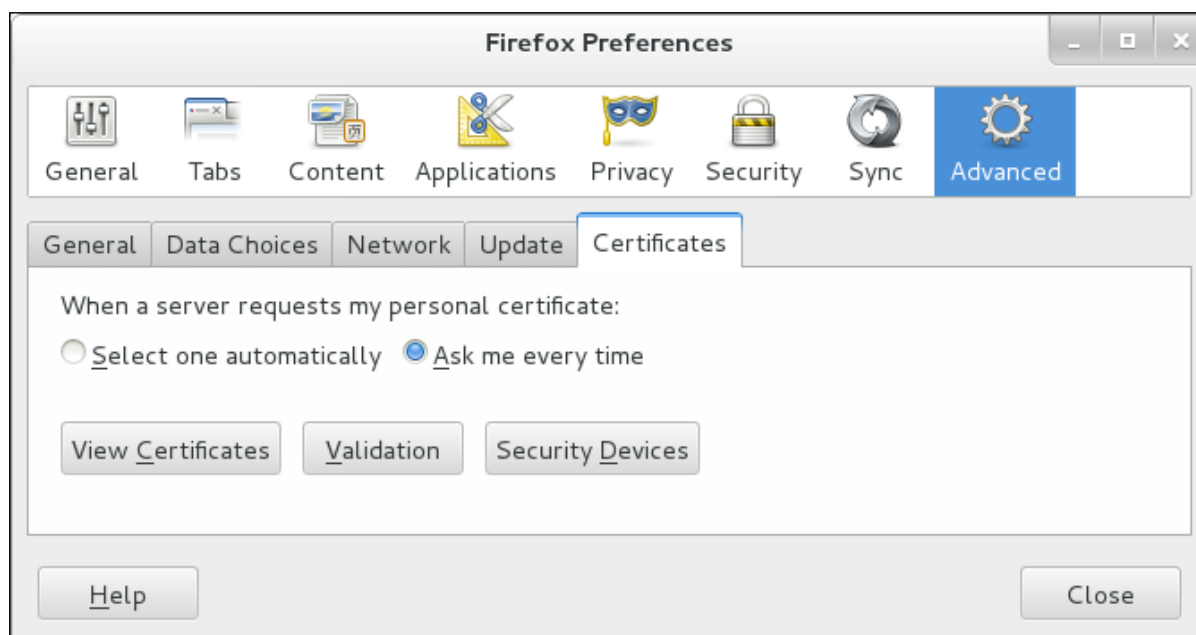 Firefox Preferences
General Tabs Content Applications Privacy Security Sync Advanced
General Data Choices Network Update Certificates
When a server requests my personal certificate:
Select one automatically Ask me every time
View Certificates Validation Security Devices
Help Close